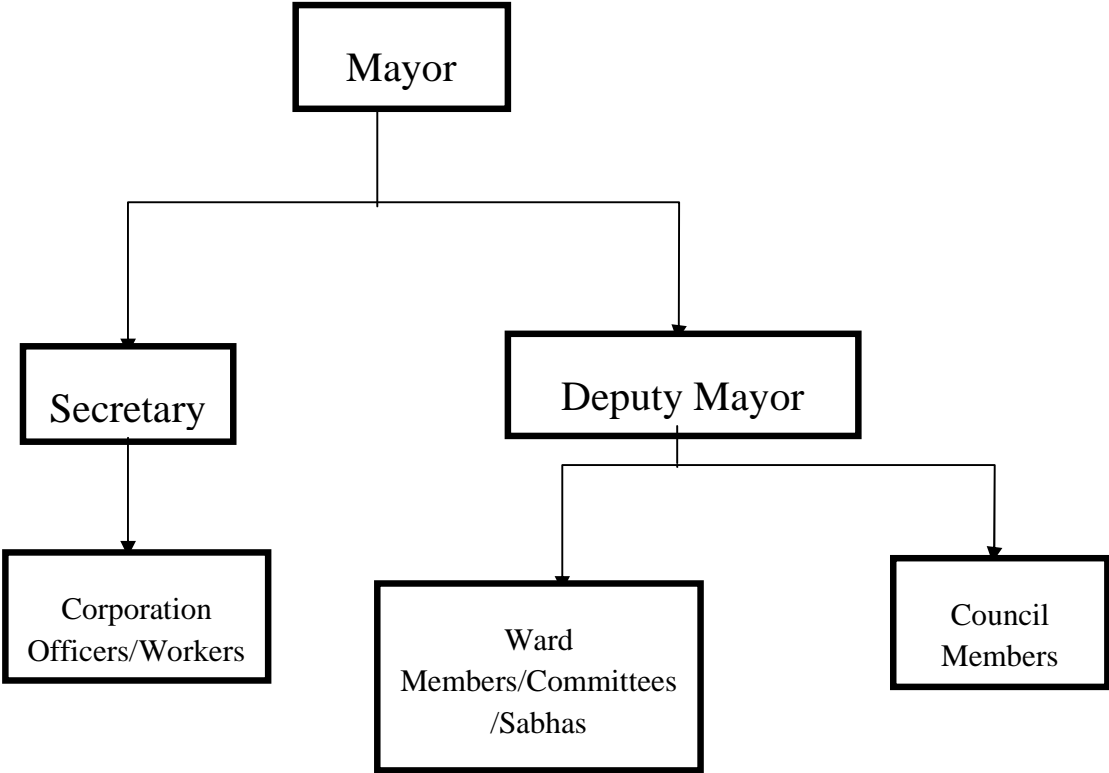 Mayor
Secretary
Deputy Mayor
Corporation
Officers/Workers
Ward
Members/Committees
/Sabhas
Council
Members